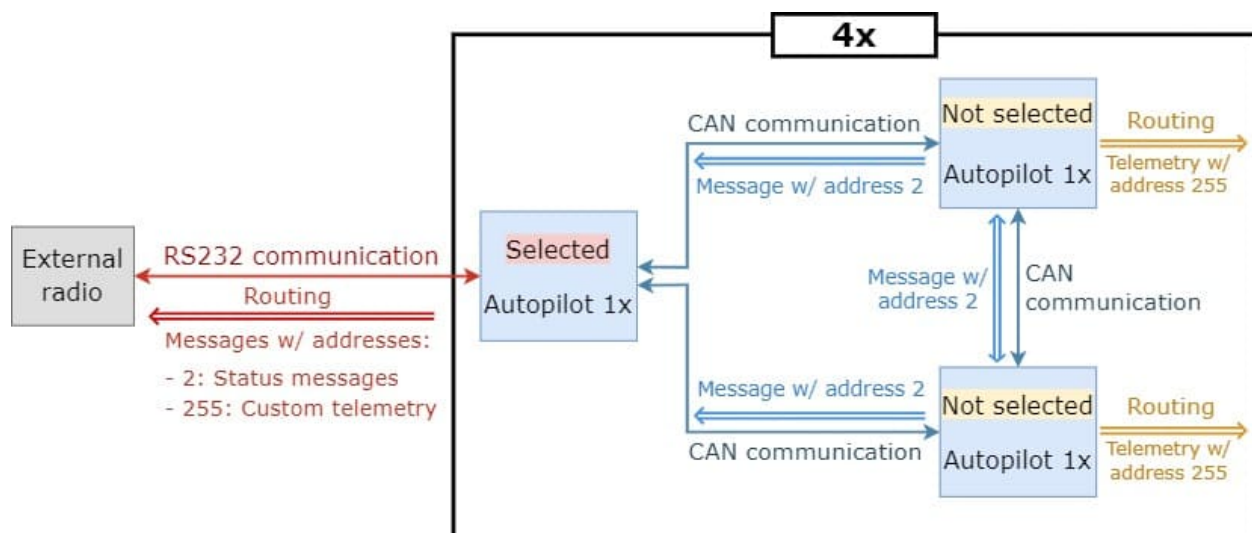 4x
External
radio
RS232 communication
Routing
Messages w/ addresses:
- 2: Status messages
- 255: Custom telemetry
Selected
Autopilot 1x
CAN communication
Message w/ address 2
Not selected
Autopilot 1x
Routing
Telemetry w/
address 255
Message w/
address 2
CAN
communication
Message w/ address 2
CAN communication
Not selected
Autopilot 1x
Routing
Telemetry w/
address 255